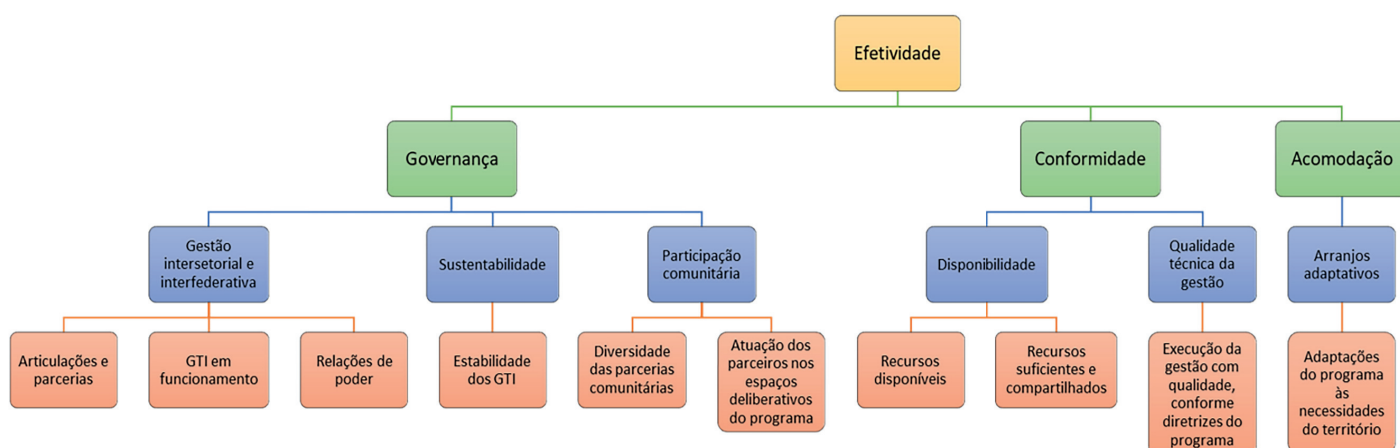 Efetividade
Governança
Conformidade
Acomodação
Gestão
intersetorial e
interfederativa
Sustentabilidade
Participação
comunitária
Disponibilidade
Qualidade
técnica da
gestão
Arranjos
adaptativos
Articulações e
parcerias
GTI em
funcionamento
Relações de
poder
Estabilidade
dos GTI
Diversidade
das parcerias
comunitárias
Atuação dos
parceiros nos
espaços
deliberativos
do programa
Recursos
disponíveis
Recursos
suficientes e
compartilhados
Execução da
gestão com
qualidade,
conforme
diretrizes do
programa
Adaptações
do programa
às
necessidades
do território